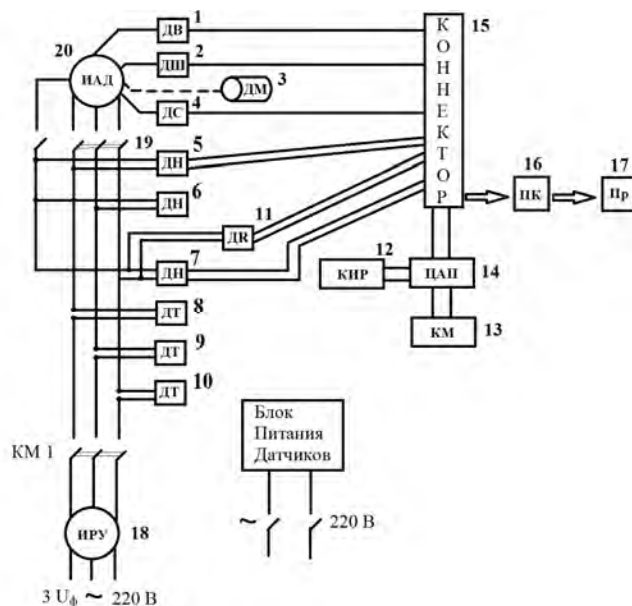 1
ДВ
15
КОННЕКТОР
20
ИАД
2
ДШ
3
ДМ
4
ДС
19
5
ДН
6
ДН
11
ДR
16
ПК
17
Пр
7
ДН
12
КИР
ЦАП
14
8
ДТ
КМ
13
9
ДТ
10
ДТ
Блок
Питания
Датчиков
КМ 1
~
220 В
ИРУ
18
3 Uф ~ 220 В